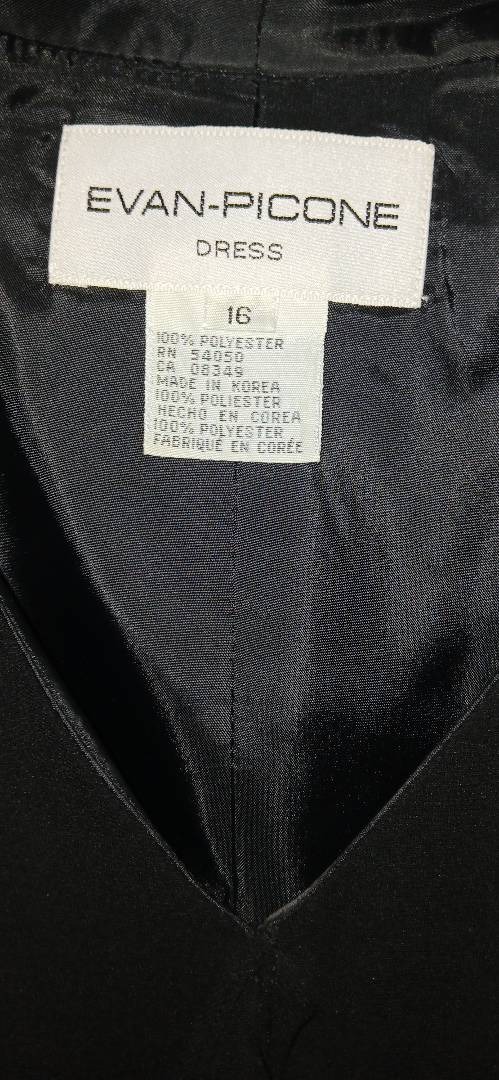 EVAN-PICONE
DRESS
16
100% POLYESTER
RN 54050
CA 08349
MADE IN KOREA
100% POLIESTER
HECHO EN COREA
100% POLYESTER
FABRIQUÉ EN CORÉE